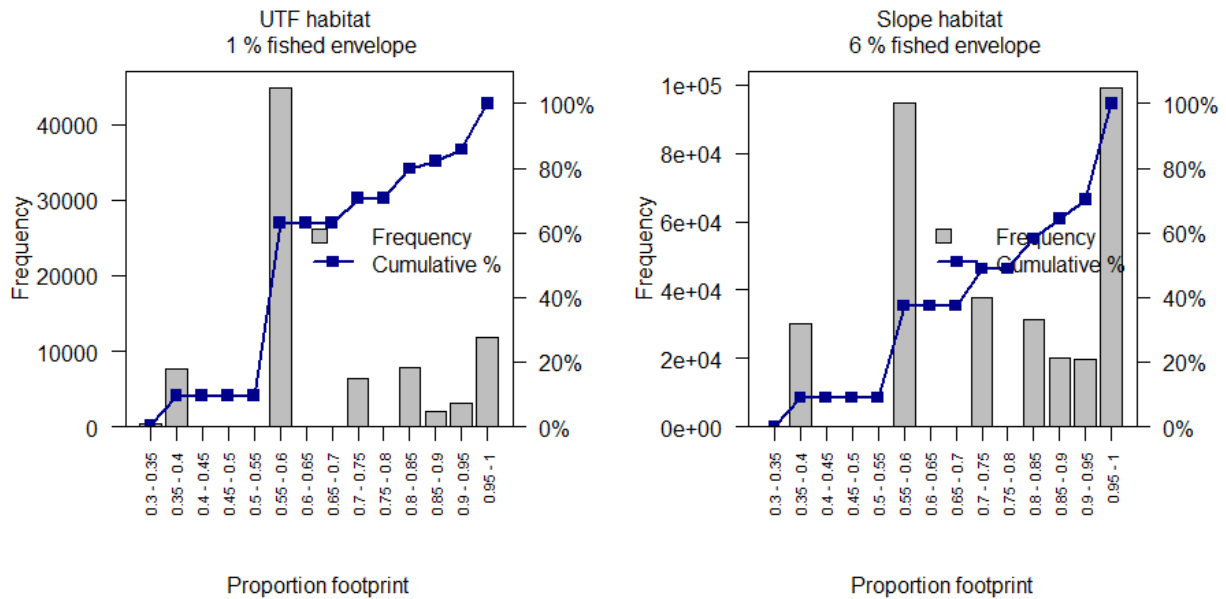 UTF habitat
1 % fished envelope
Frequency
40000
30000
20000
10000
0
100%
80%
60%
40%
20%
0%
Frequency
Cumulative %
0.3 - 0.35
0.35 - 0.4
0.4 - 0.45
0.45 - 0.5
0.5 - 0.55
0.55 - 0.6
0.6 - 0.65
0.65 - 0.7
0.7 - 0.75
0.75 - 0.8
0.8 - 0.85
0.85 - 0.9
0.9 - 0.95
0.95 - 1
Proportion footprint
Slope habitat
6 % fished envelope
Frequency
1e+05
8e+04
6e+04
4e+04
2e+04
0e+00
100%
80%
60%
40%
20%
0%
Frequency
Cumulative %
0.3 - 0.35
0.35 - 0.4
0.4 - 0.45
0.45 - 0.5
0.5 - 0.55
0.55 - 0.6
0.6 - 0.65
0.65 - 0.7
0.7 - 0.75
0.75 - 0.8
0.8 - 0.85
0.85 - 0.9
0.9 - 0.95
0.95 - 1
Proportion footprint